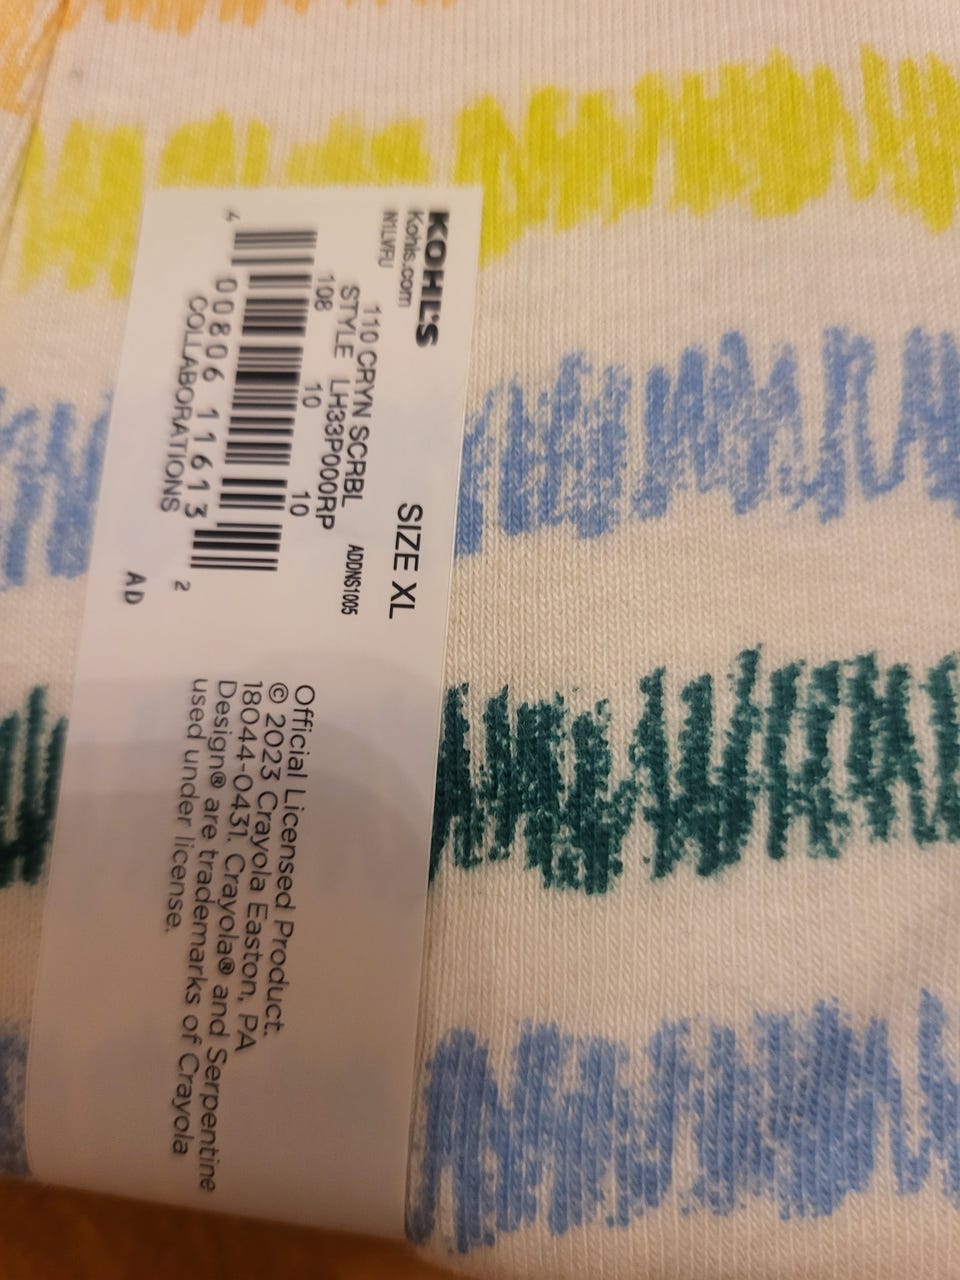 KOHL'S
Kohls.com
N1LVFU
SIZE XL
110 CRYN SCRBL
STYLE LH33P000RP
ADDNS1005
108 10 10
4 00806 11613 2
COLLABORATIONS
AD
Official Licensed Product.
© 2023 Crayola Easton, PA
18044-0431. Crayola® and Serpentine
Design® are trademarks of Crayola
used under license.